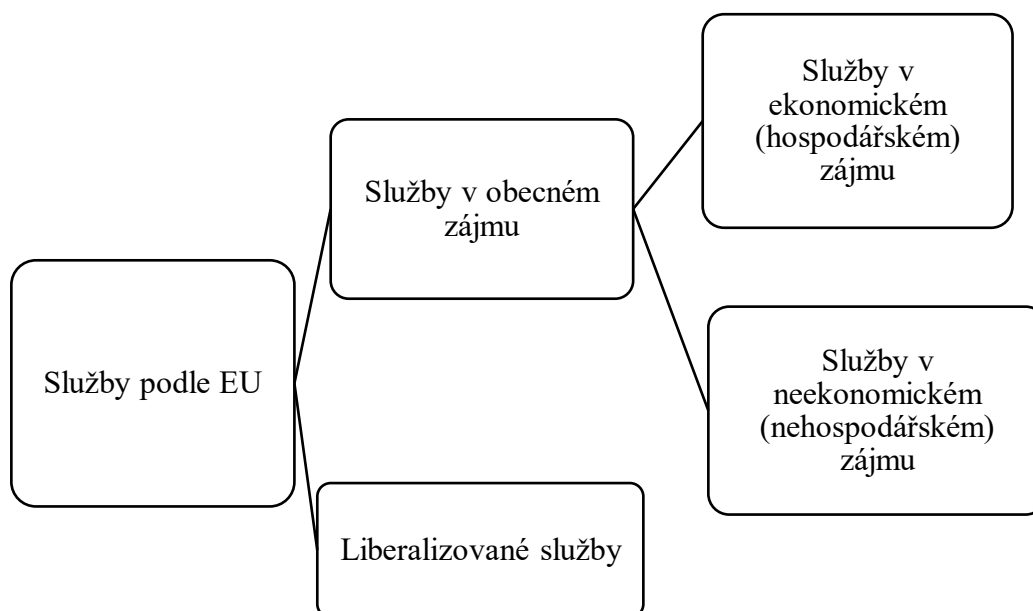 Služby podle EU
Služby v obecném
zájmu
Liberalizované služby
Služby v
ekonomickém
(hospodářském)
zájmu
Služby v
neekonomickém
(nehospodářském)
zájmu